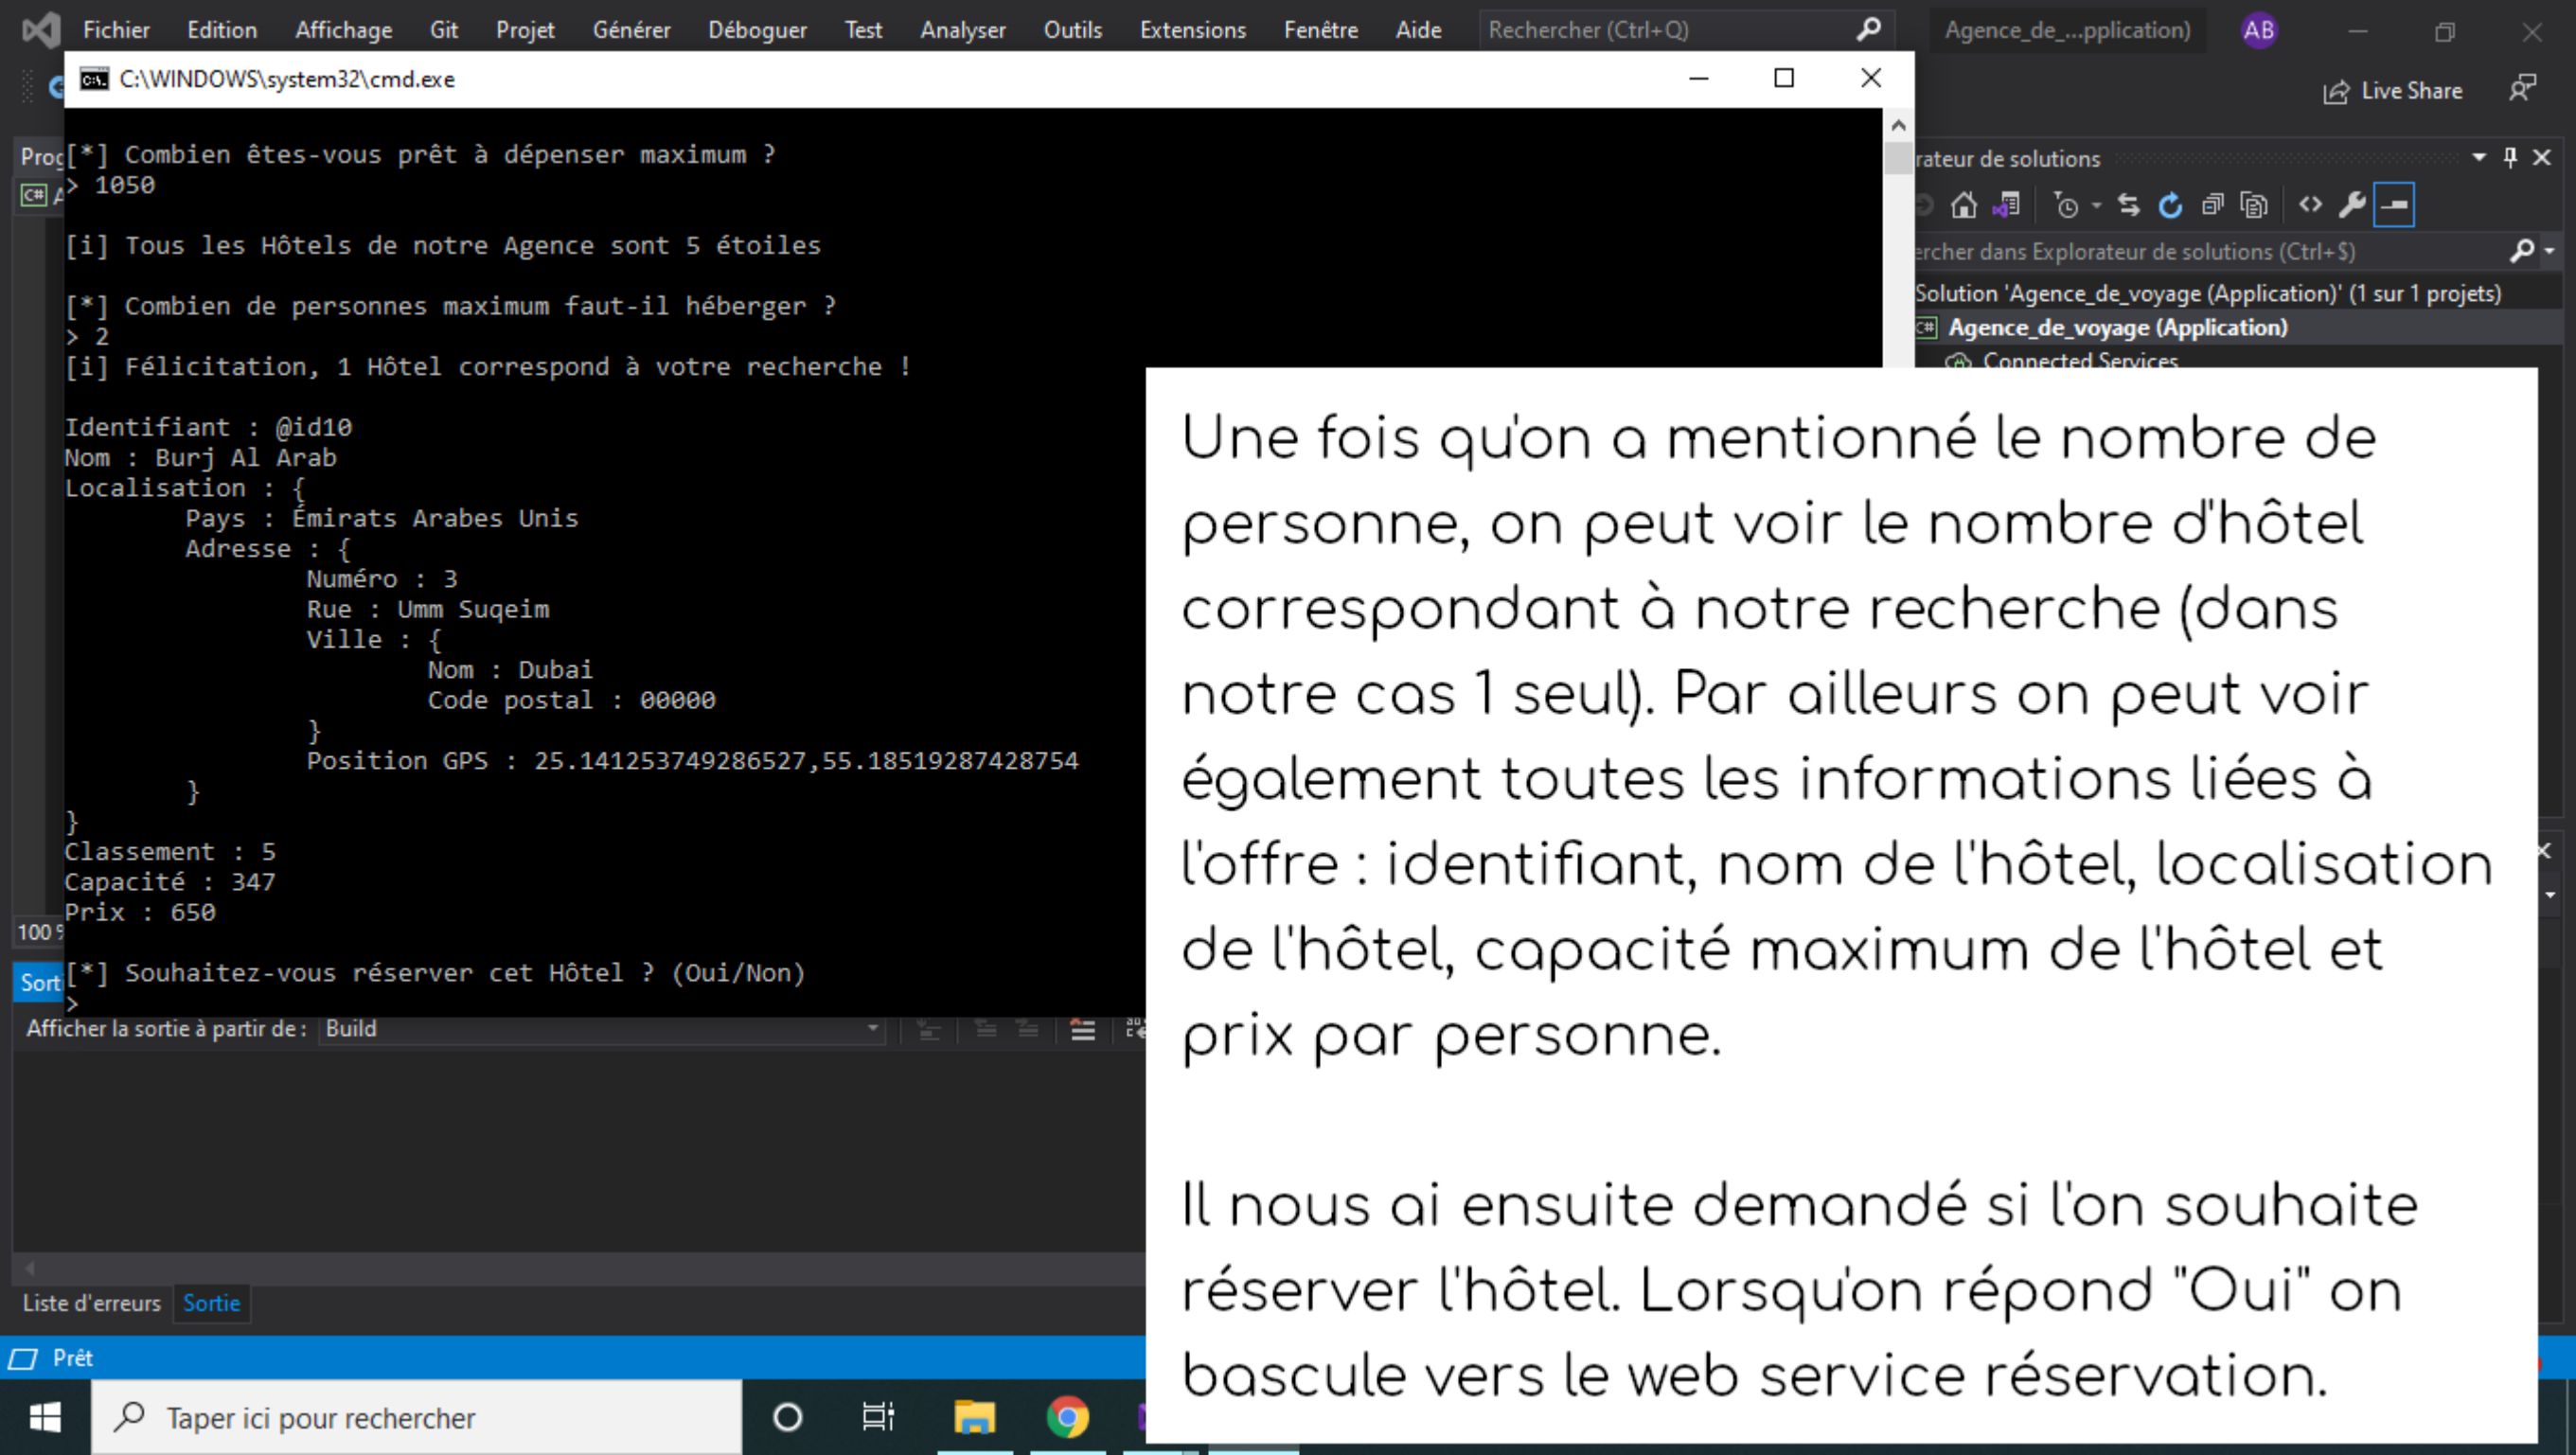 Fichier Edition Affichage Git Projet Générer Déboguer Test Analyser Outils Extensions Fenêtre Aide Rechercher (Ctrl+Q) Agence_de_...pplication) AB
C:\WINDOWS\system32\cmd.exe
Live Share
[*] Combien êtes-vous prêt à dépenser maximum ?
> 1050
[i] Tous les Hôtels de notre Agence sont 5 étoiles
[*] Combien de personnes maximum faut-il héberger ?
> 2
[i] Félicitation, 1 Hôtel correspond à votre recherche !
Identifiant : @id10
Nom : Burj Al Arab
Localisation : {
Pays : Émirats Arabes Unis
Adresse : {
Numéro : 3
Rue : Umm Suqeim
Ville : {
Nom : Dubai
Code postal : 00000
}
Position GPS : 25.141253749286527,55.18519287428754
}
}
Classement : 5
Capacité : 347
Prix : 650
[*] Souhaitez-vous réserver cet Hôtel ? (Oui/Non)
>
Prog
C# A
100 %
Sorti
rateur de solutions
ercher dans Explorateur de solutions (Ctrl+$)
Solution 'Agence_de_voyage (Application)' (1 sur 1 projets)
C# Agence_de_voyage (Application)
Connected Services
Une fois qu'on a mentionné le nombre de
personne, on peut voir le nombre d'hôtel
correspondant à notre recherche (dans
notre cas 1 seul). Par ailleurs on peut voir
également toutes les informations liées à
l'offre : identifiant, nom de l'hôtel, localisation
de l'hôtel, capacité maximum de l'hôtel et
prix par personne.
Il nous ai ensuite demandé si l'on souhaite
réserver l'hôtel. Lorsqu'on répond "Oui" on
bascule vers le web service réservation.
Afficher la sortie à partir de : Build
Liste d'erreurs Sortie
Prêt
Taper ici pour rechercher